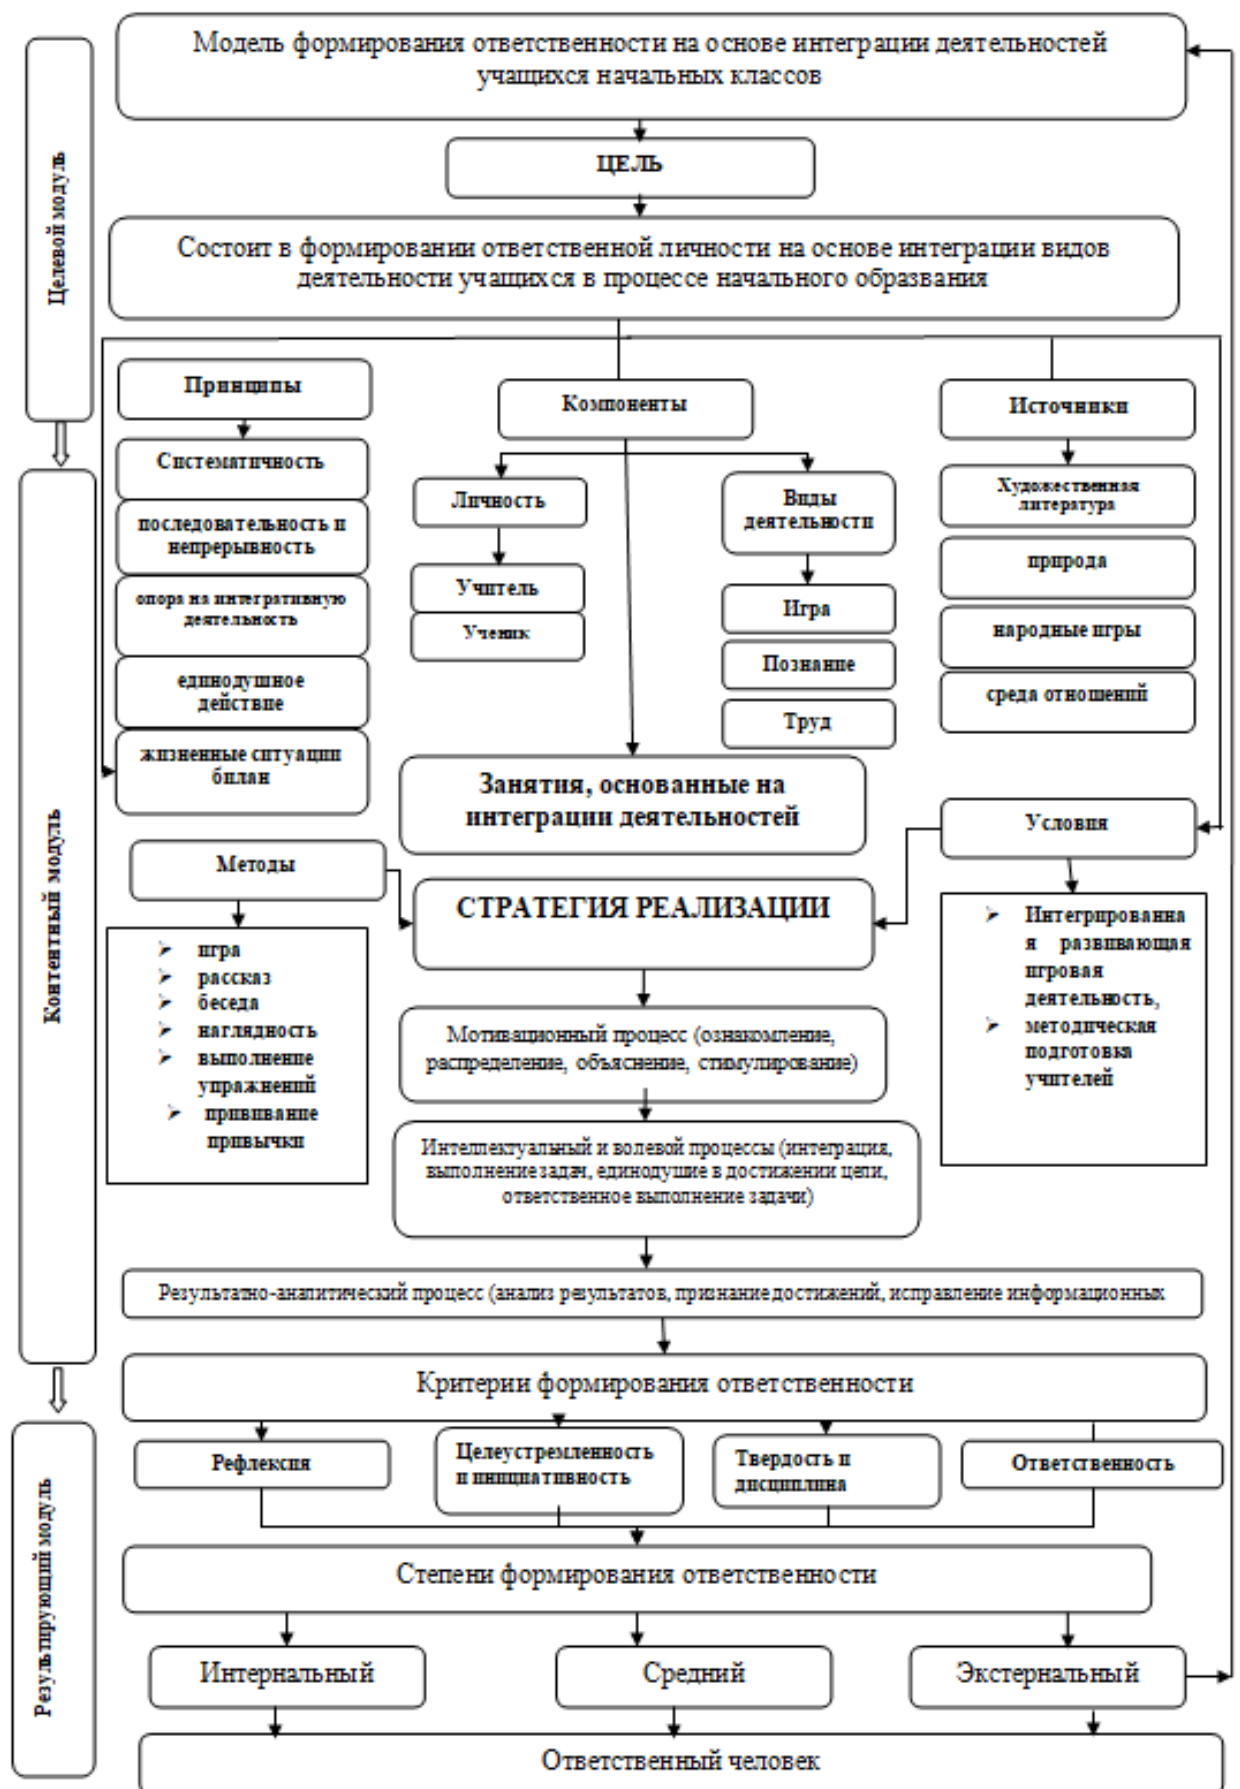 Модель формирования ответственности на основе интеграции деятельностей
учащихся начальных классов
Целевой модуль
ЦЕЛЬ
Состоит в формировании ответственной личности на основе интеграции видов
деятельности учащихся в процессе начального образвания
Принципы
Систематичность
последовательность и
непрерывность
опора на интегративную
деятельность
единодушное
действие
жизненные ситуации
билан
Компоненты
Личность
Учитель
Ученик
Виды
деятельности
Игра
Познание
Труд
Источники
Художественная
литература
природа
народные игры
среда отношений
Контентный модуль
Занятия, основанные на
интеграции деятельностей
Условия
Методы
СТРАТЕГИЯ РЕАЛИЗАЦИИ
игра
рассказ
беседа
наглядность
выполнение
упражнений
прививание
привычки
Интегрированна
я развивающая
игровая
деятельность,
методическая
подготовка
учителей
Мотивационный процесс (ознакомление,
распределение, объяснение, стимулирование)
Интеллектуальный и волевой процессы (интеграция,
выполнение задач, единодушие в достижении цели,
ответственное выполнение задачи)
Результатно-аналитический процесс (анализ результатов, признание достижений, исправление информационных
Критерии формирования ответственности
Результирующий модуль
Рефлексия
Целеустремленность
и инициативность
Твердость и
дисциплина
Ответственность
Степени формирования ответственности
Интернальный
Средний
Экстернальный
Ответственный человек